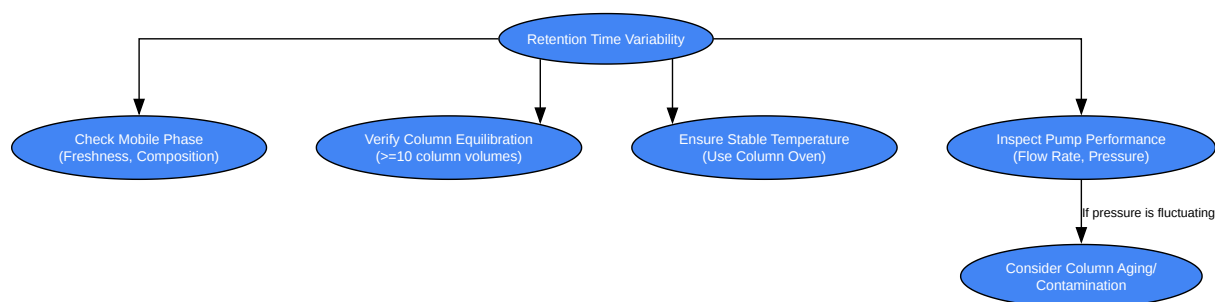 Retention Time Variability
Check Mobile Phase
(Freshness, Composition)
Verify Column Equilibration
(>=10 column volumes)
Ensure Stable Temperature
(Use Column Oven)
Inspect Pump Performance
(Flow Rate, Pressure)
If pressure is fluctuating
Consider Column Aging/
Contamination